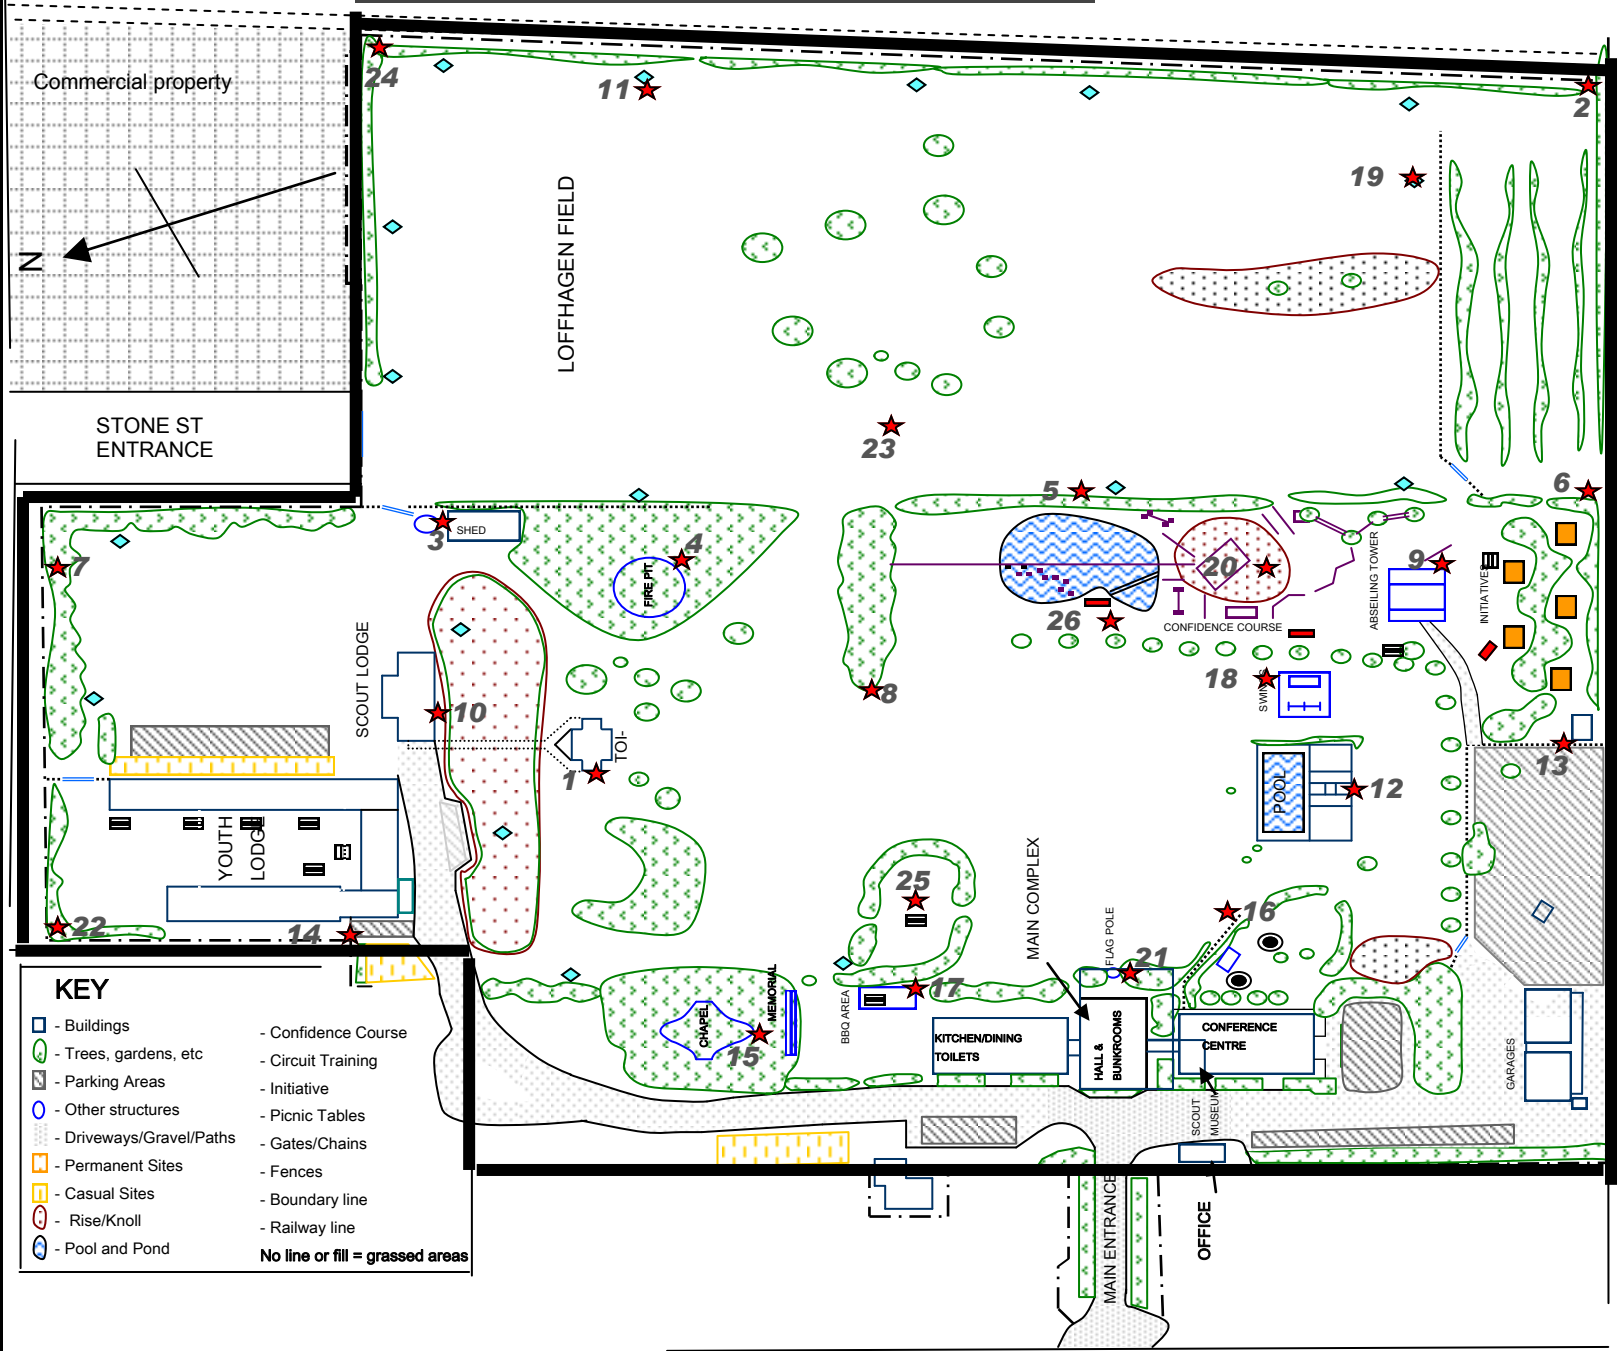 Commercial property
24
11
2
19
N
LOFFHAGEN FIELD
STONE ST
ENTRANCE
23
5
6
3
SHED
4
7
FIRE PIT
20
9
ABSEILING TOWER
INITIATIVES
26
CONFIDENCE COURSE
SCOUT LODGE
10
8
18
SWINGS
TOI-
1
13
POOL
12
YOUTH
LODGE
25
MAIN COMPLEX
FLAG POLE
16
22
14
21
17
BBQ AREA
MEMORIAL
CHAPEL
15
KITCHEN/DINING
TOILETS
HALL &
BUNKROOMS
CONFERENCE
CENTRE
GARAGES
SCOUT
MUSEUM
OFFICE
MAIN ENTRANCE
KEY
- Buildings
- Trees, gardens, etc
- Parking Areas
- Other structures
- Driveways/Gravel/Paths
- Permanent Sites
- Casual Sites
- Rise/Knoll
- Pool and Pond
- Confidence Course
- Circuit Training
- Initiative
- Picnic Tables
- Gates/Chains
- Fences
- Boundary line
- Railway line
No line or fill = grassed areas